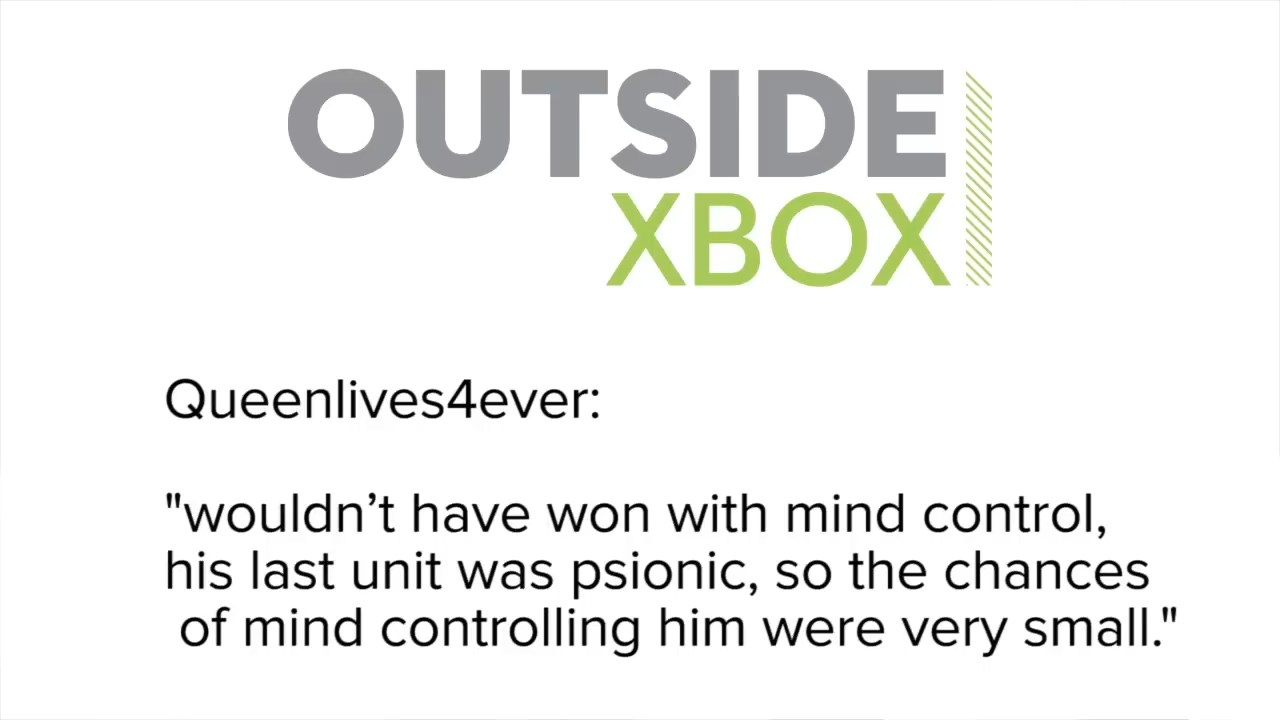 OUTSIDE
XBOX
Queenlives4ever:
"wouldn’t have won with mind control,
his last unit was psionic, so the chances
of mind controlling him were very small."